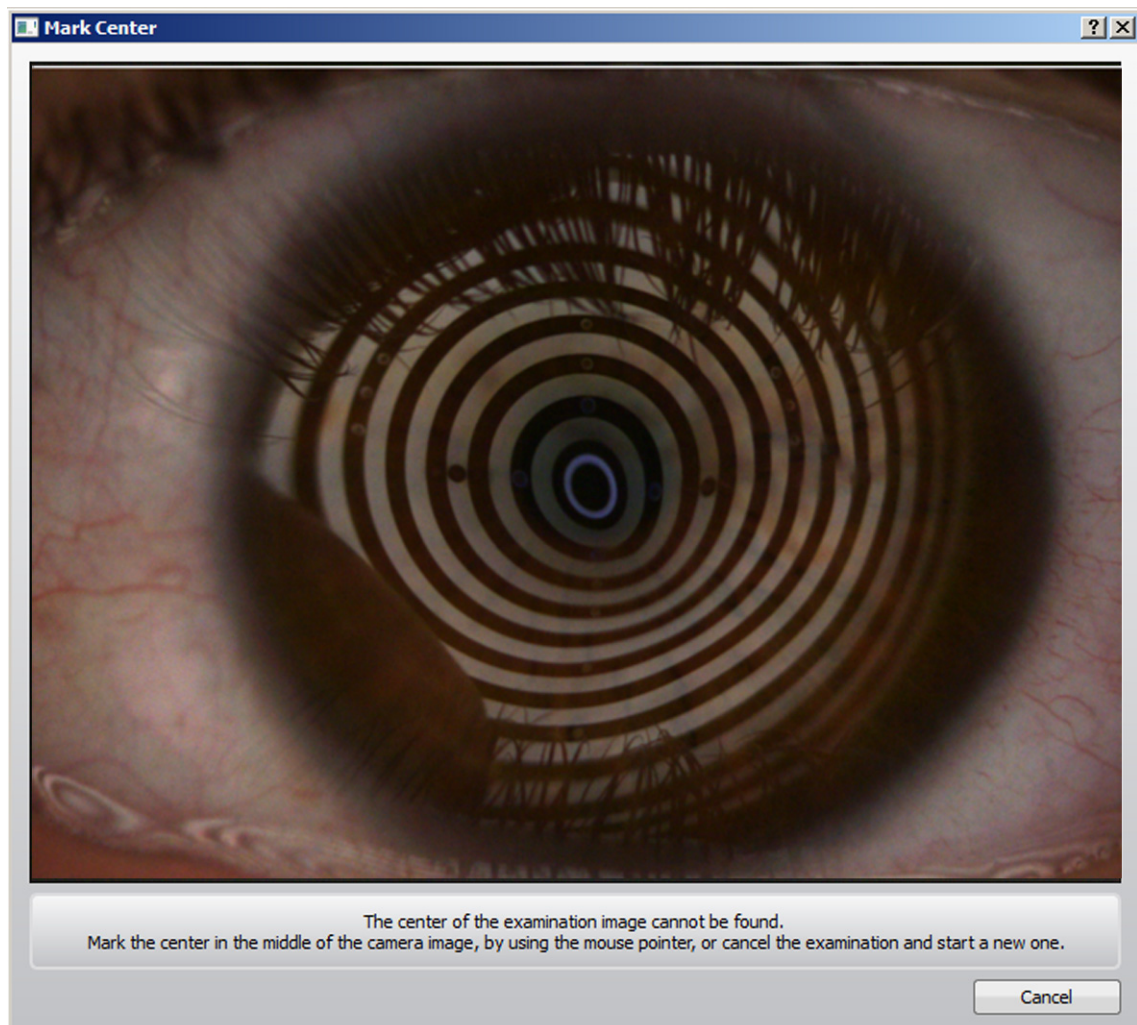 Mark Center
The center of the examination image cannot be found.
Mark the center in the middle of the camera image, by using the mouse pointer, or cancel the examination and start a new one.
Cancel